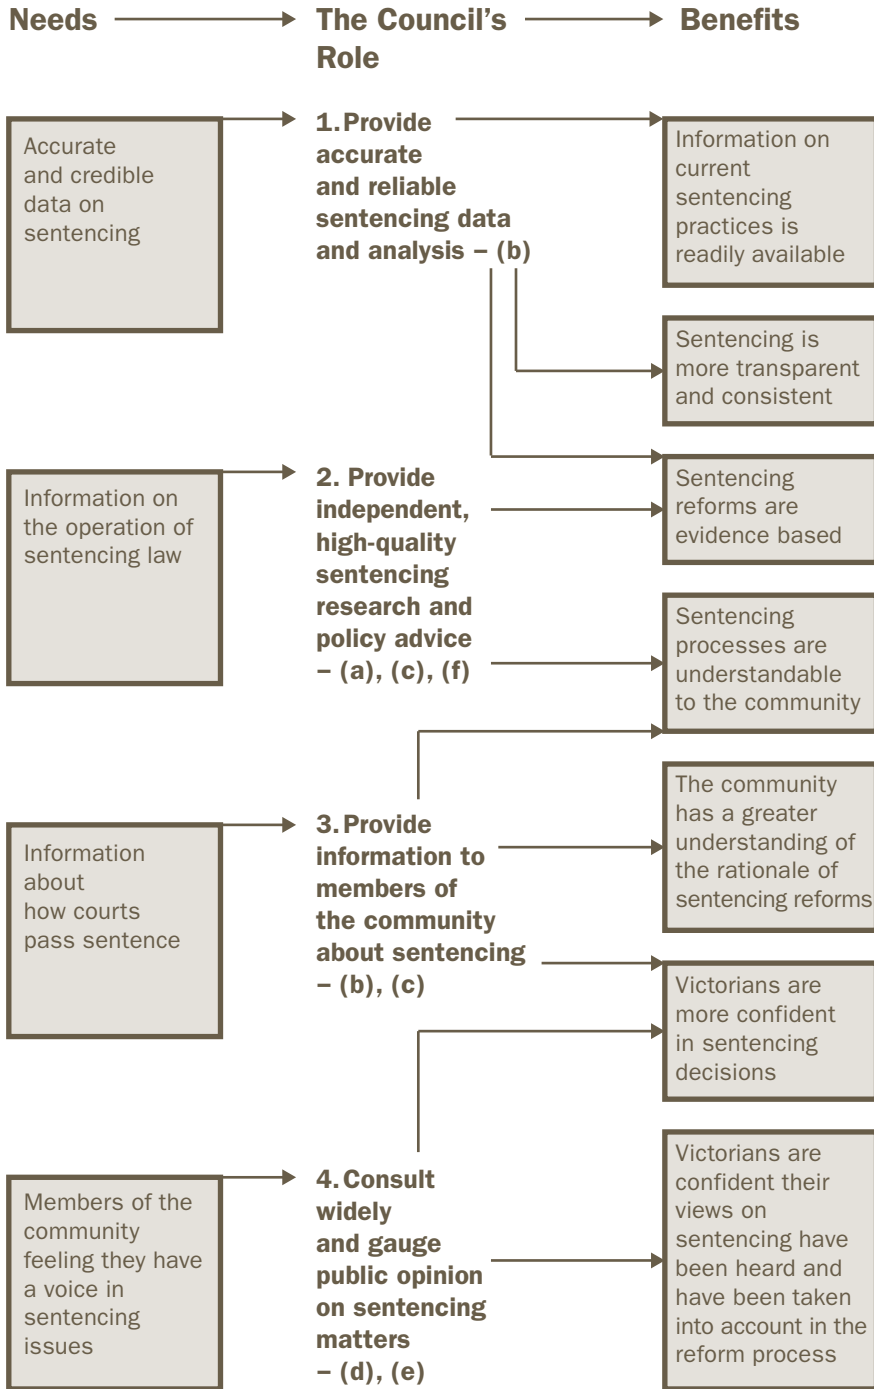 Needs
The Council's
Role
Benefits
Accurate
and credible
data on
sentencing
1. Provide
accurate
and reliable
sentencing data
and analysis – (b)
Information on
current
sentencing
practices is
readily available
Sentencing is
more transparent
and consistent
Information on
the operation of
sentencing law
2. Provide
independent,
high-quality
sentencing
research and
policy advice
– (a), (c), (f)
Sentencing
reforms are
evidence based
Sentencing
processes are
understandable
to the community
Information
about
how courts
pass sentence
3. Provide
information to
members of
the community
about sentencing
– (b), (c)
The community
has a greater
understanding of
the rationale of
sentencing reforms
Victorians are
more confident
in sentencing
decisions
Members of the
community
feeling they have
a voice in
sentencing
issues
4. Consult
widely
and gauge
public opinion
on sentencing
matters
– (d), (e)
Victorians are
confident their
views on
sentencing have
been heard and
have been taken
into account in the
reform process